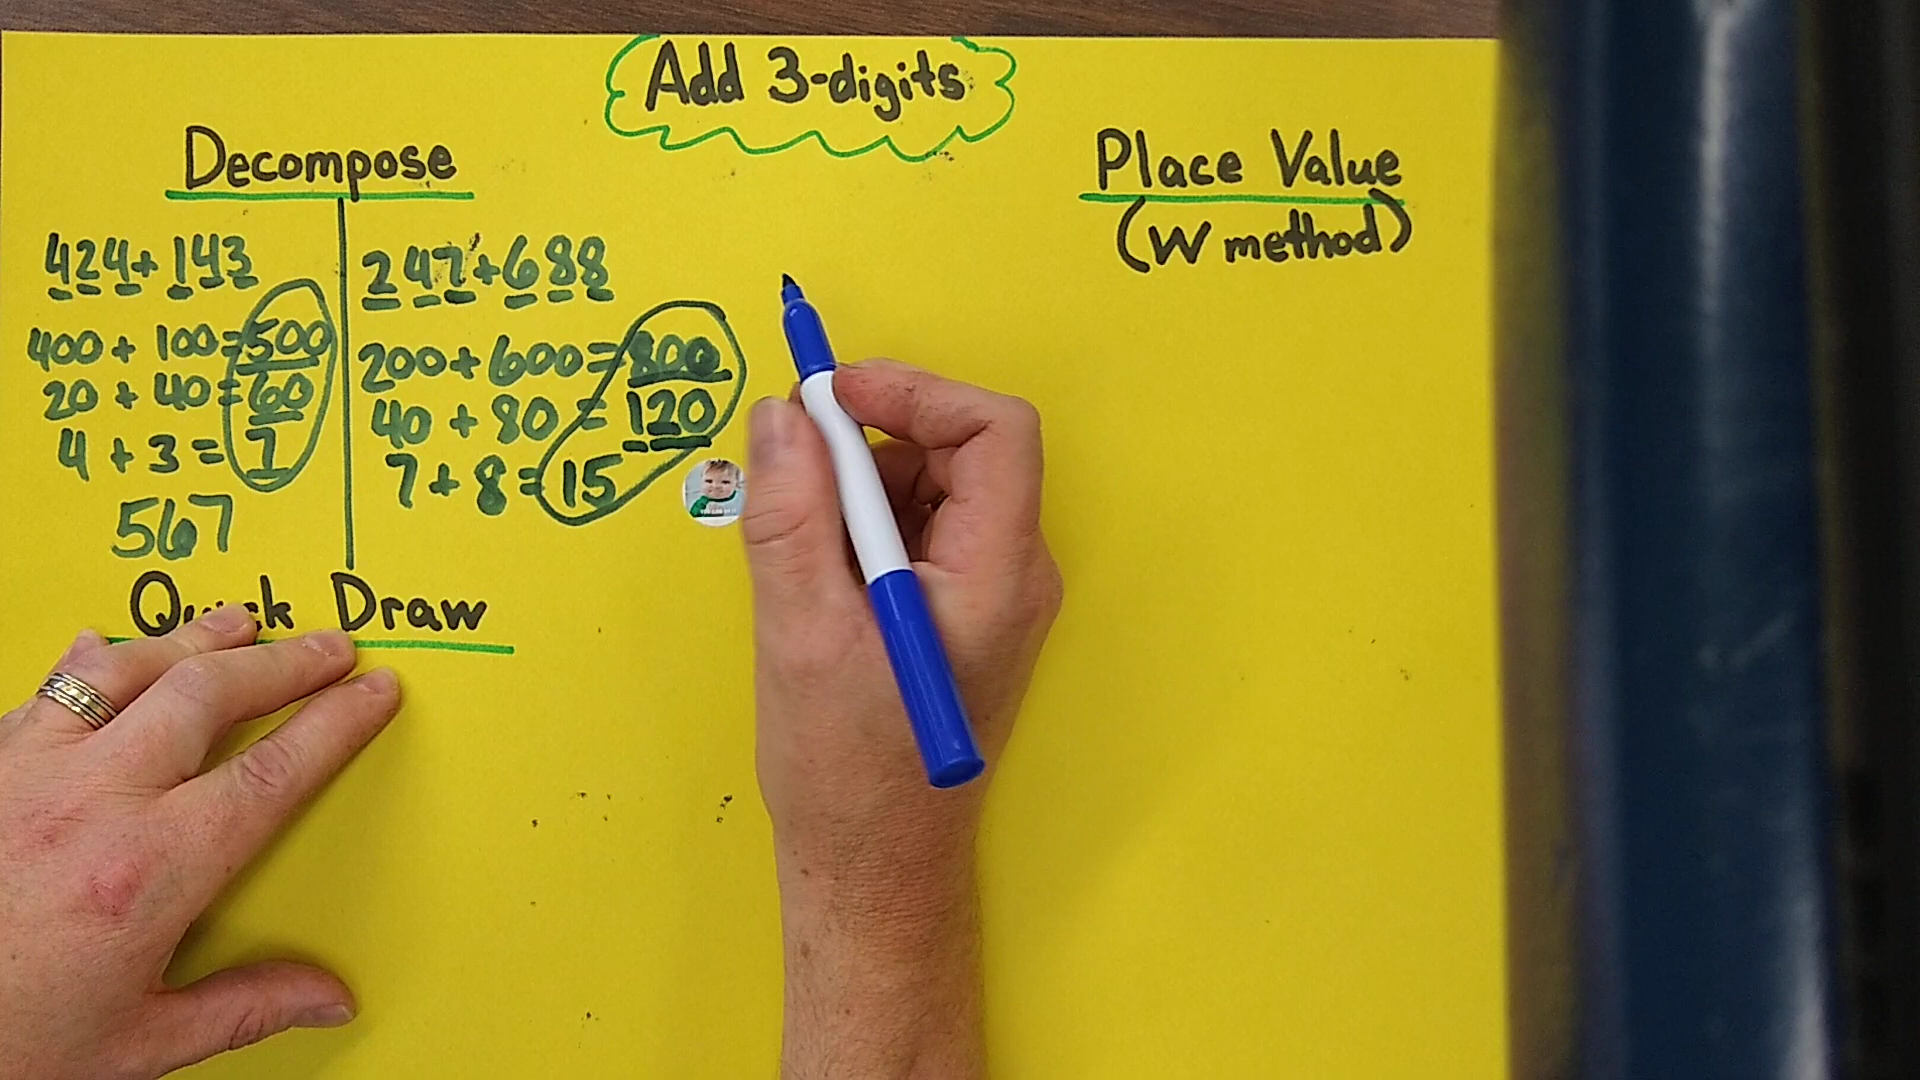 Add 3-digits
Decompose
424+ 143
400 + 100=500
20 + 40=60
4 + 3 = 7
567
247+688
200+600=800
40 + 80 = 120
7+8=15
Quick Draw
Place Value
(W method)